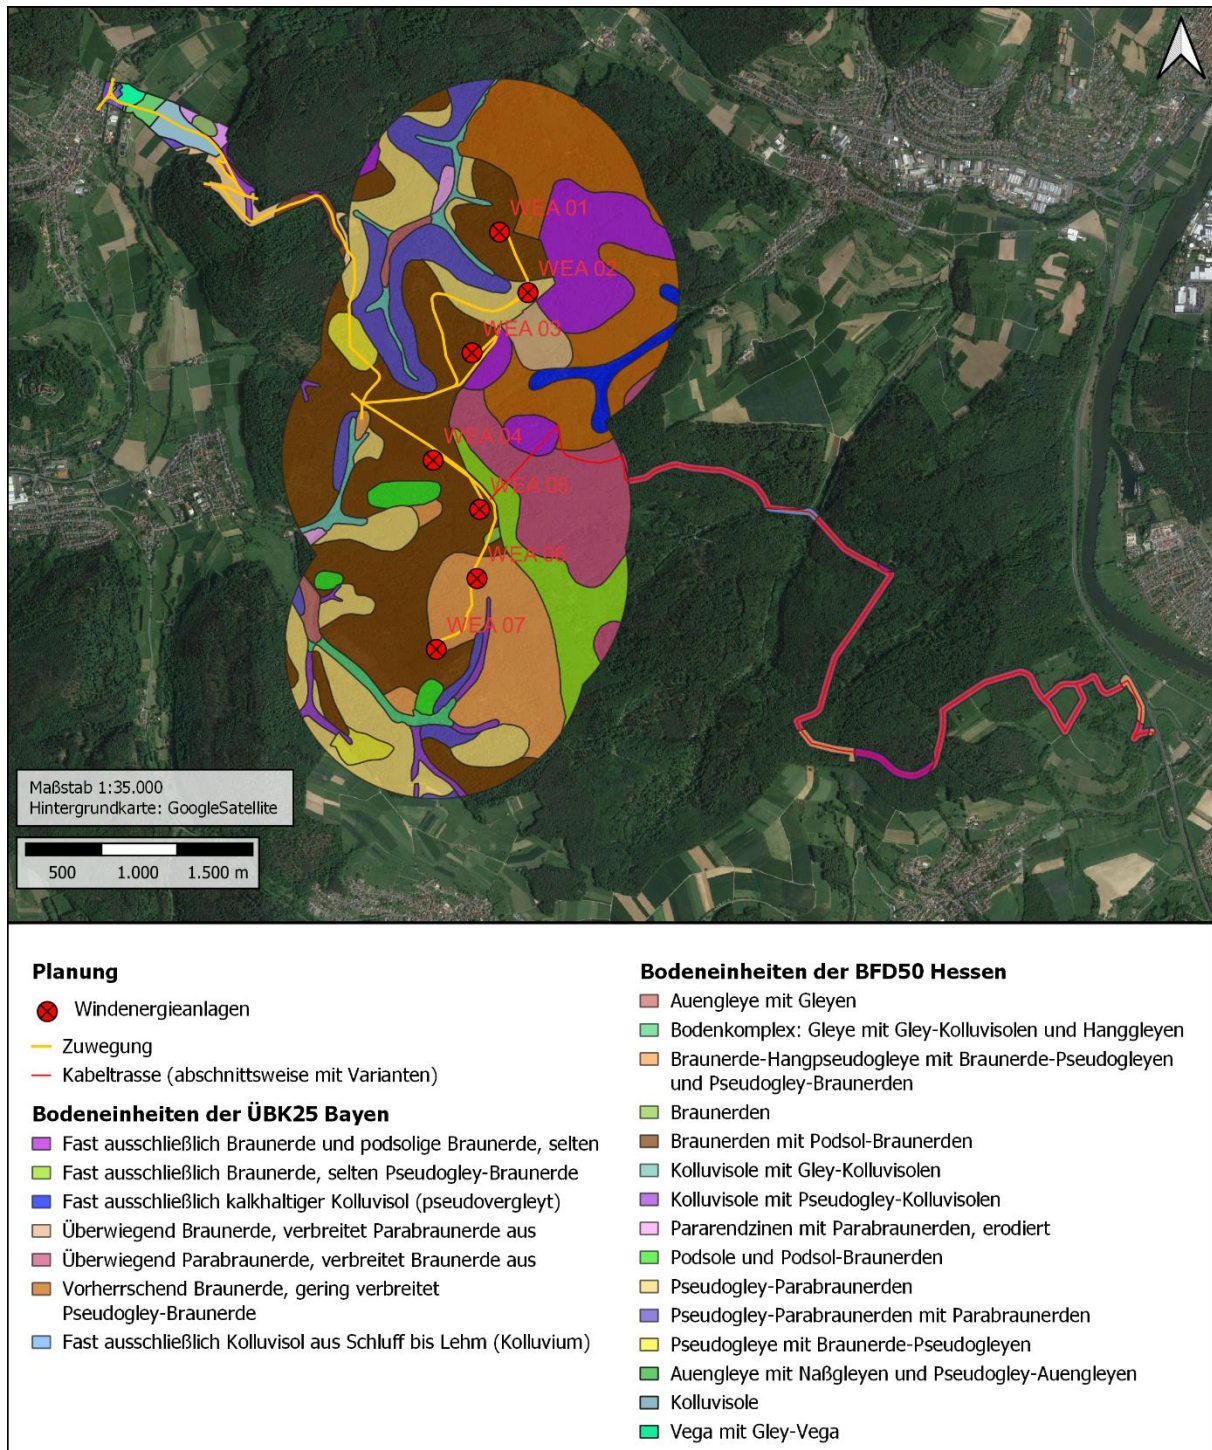 WEA 01
WEA 02
WEA 03
WEA 04
WEA 05
WEA 06
WEA 07
Maßstab 1:35.000
Hintergrundkarte: GoogleSatellite
500 1.000 1.500 m
Planung
Windenergieanlagen
Zuwegung
Kabeltrasse (abschnittsweise mit Varianten)
Bodeneinheiten der ÜBK25 Bayen
Fast ausschließlich Braunerde und podsolige Braunerde, selten
Fast ausschließlich Braunerde, selten Pseudogley-Braunerde
Fast ausschließlich kalkhaltiger Kolluvisol (pseudovergleyt)
Überwiegend Braunerde, verbreitet Parabraunerde aus
Überwiegend Parabraunerde, verbreitet Braunerde aus
Vorherrschend Braunerde, gering verbreitet
Pseudogley-Braunerde
Fast ausschließlich Kolluvisol aus Schluff bis Lehm (Kolluvium)
Bodeneinheiten der BFD50 Hessen
Auengleye mit Gleyen
Bodenkomplex: Gleye mit Gley-Kolluvisolen und Hanggleyen
Braunerde-Hangpseudogleye mit Braunerde-Pseudogleyen
und Pseudogley-Braunerden
Braunerden
Braunerden mit Podsol-Braunerden
Kolluvisole mit Gley-Kolluvisolen
Kolluvisole mit Pseudogley-Kolluvisolen
Pararendzinen mit Parabraunerden, erodiert
Podsole und Podsol-Braunerden
Pseudogley-Parabraunerden
Pseudogley-Parabraunerden mit Parabraunerden
Pseudogleye mit Braunerde-Pseudogleyen
Auengleye mit Naßgleyen und Pseudogley-Auengleyen
Kolluvisole
Vega mit Gley-Vega